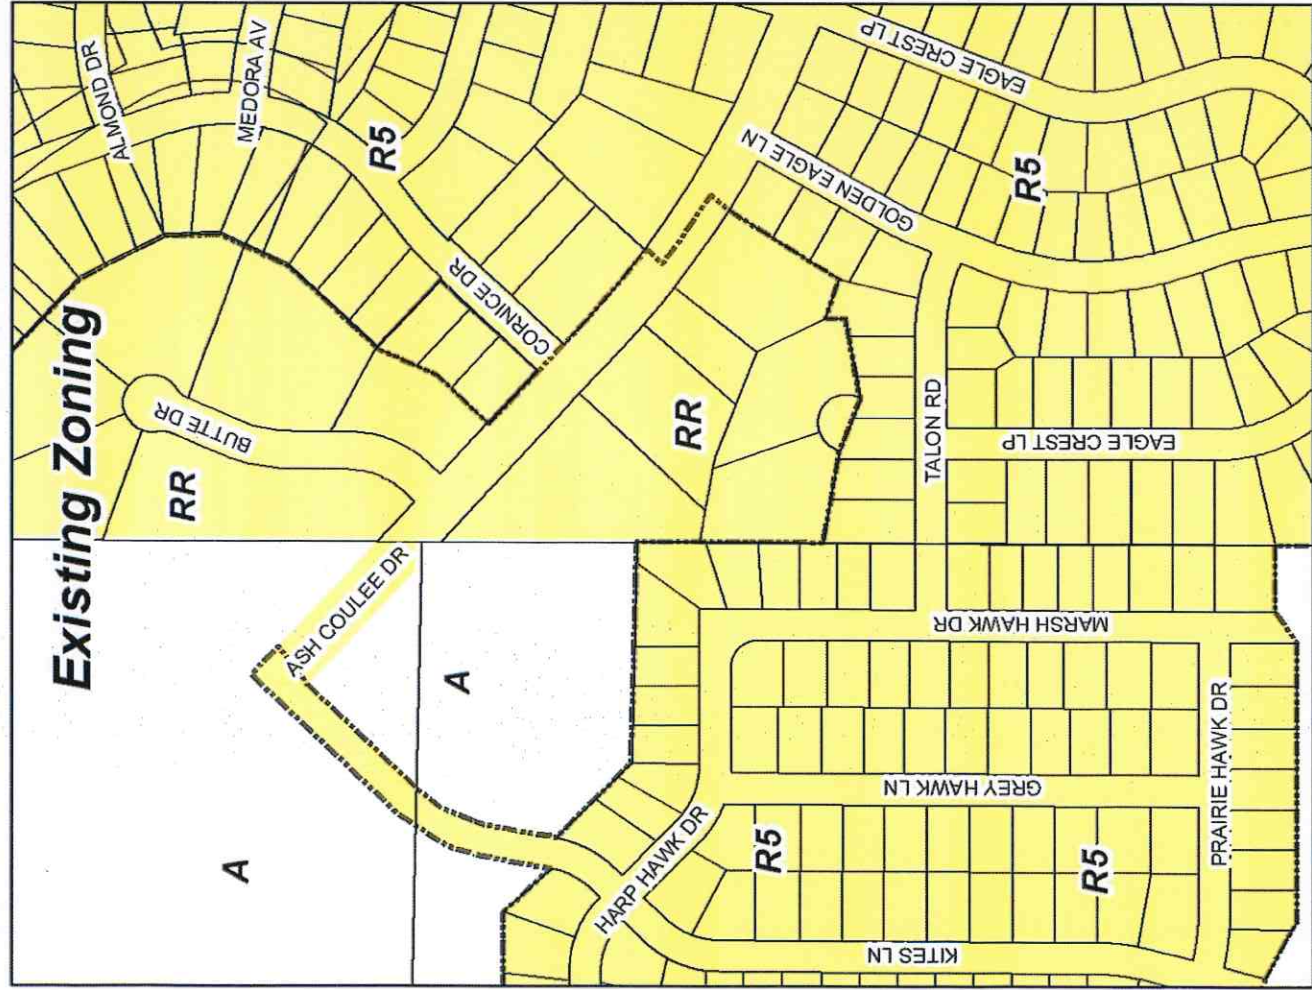 Existing Zoning
ALMOND DR
MEDORA AV
R5
EAGLE CREST LP
GOLDEN EAGLE LN
R5
CORNICE DR
BUTTE DR
RR
RR
TALON RD
EAGLE CREST LP
ASH COULEE DR
A
A
MARSH HAWK DR
HARP HAWK DR
GREY HAWK LN
PRAIRIE HAWK DR
R5
R5
KITES LN